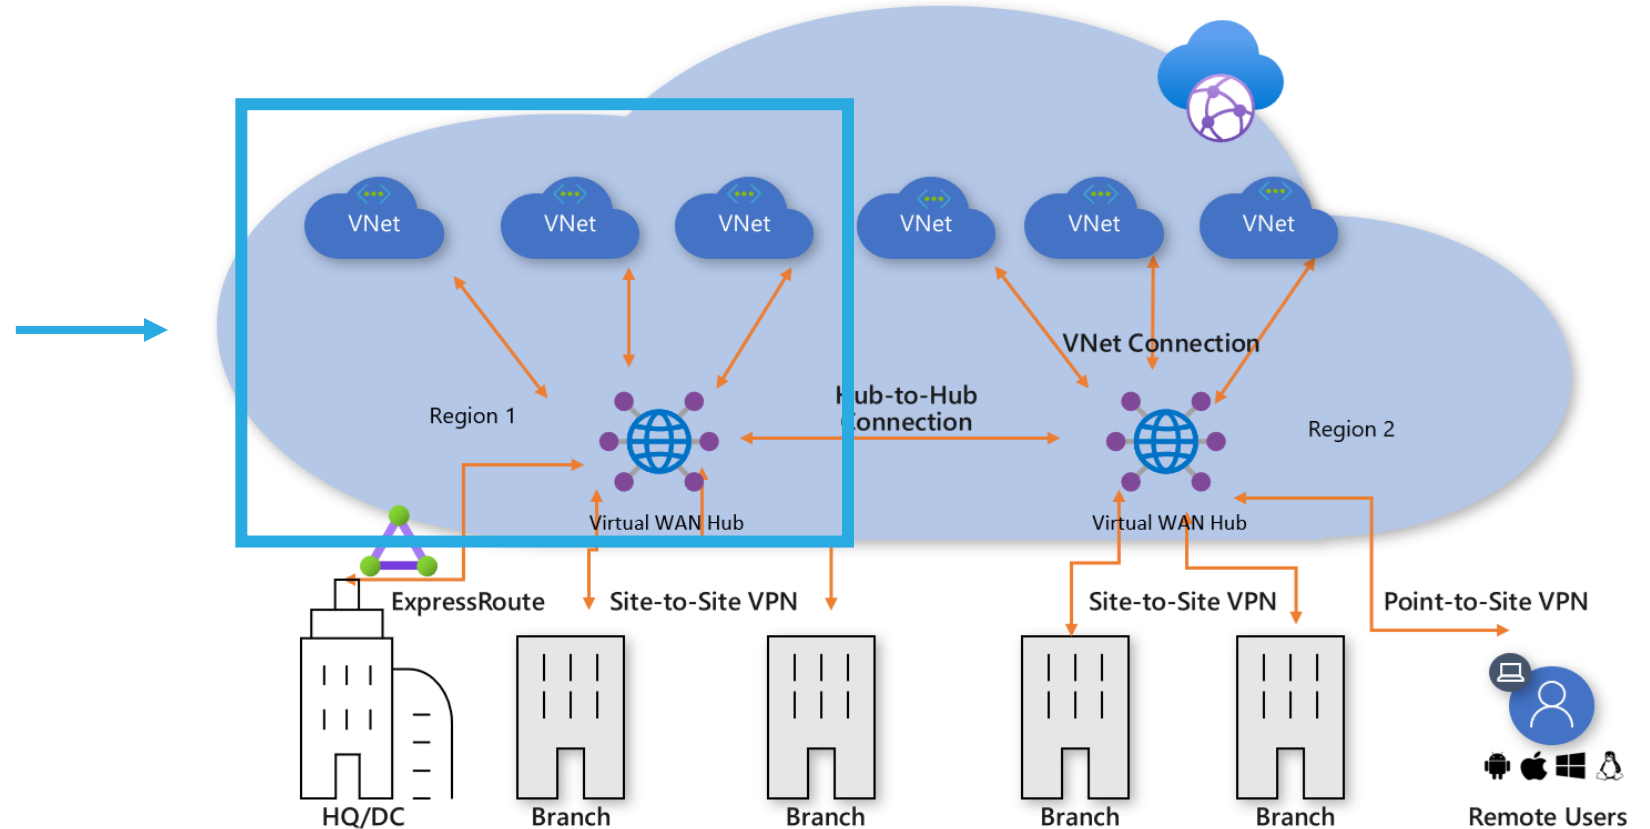 VNet
VNet
VNet
VNet
VNet
VNet
VNet Connection
Hub-to-Hub
Connection
Region 1
Region 2
Virtual WAN Hub
Virtual WAN Hub
ExpressRoute
Site-to-Site VPN
Site-to-Site VPN
Point-to-Site VPN
HQ/DC
Branch
Branch
Branch
Branch
Remote Users